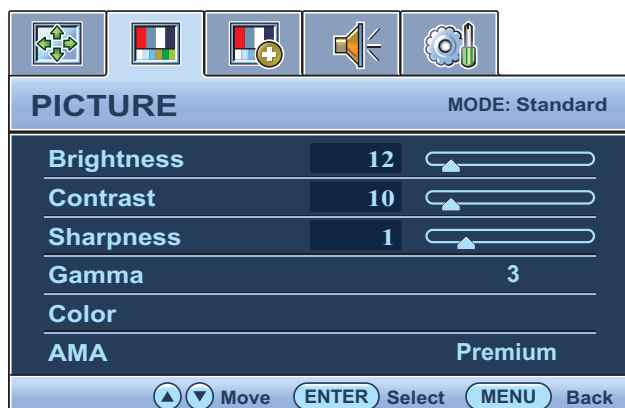 PICTURE MODE: Standard
Brightness 12
Contrast 10
Sharpness 1
Gamma 3
Color
AMA Premium
Move ENTER Select MENU Back